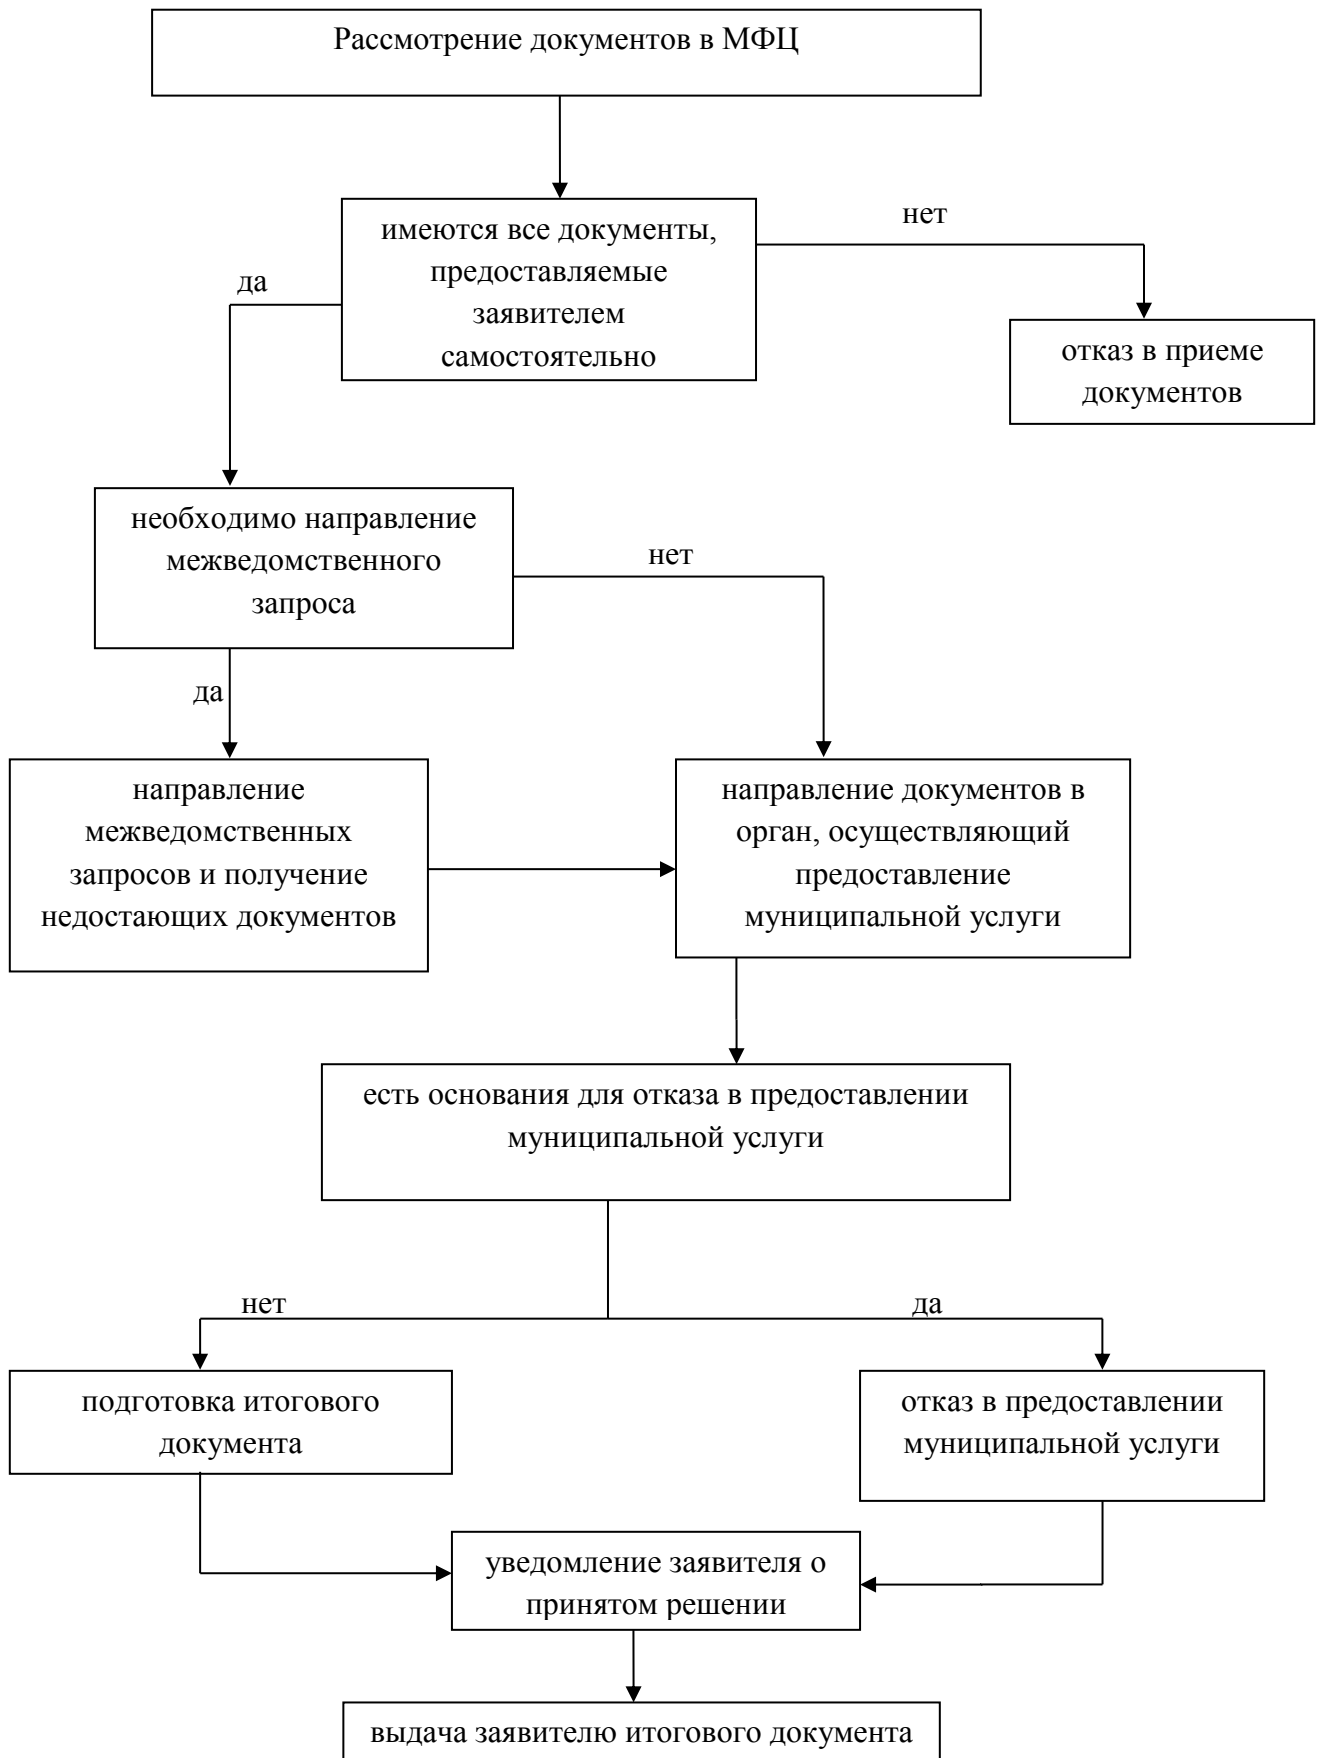 Рассмотрение документов в МФЦ
нет
имеются все документы,
предоставляемые
заявителем
самостоятельно
да
отказ в приеме
документов
необходимо направление
межведомственного
запроса
нет
да
направление
межведомственных
запросов и получение
недостающих документов
направление документов в
орган, осуществляющий
предоставление
муниципальной услуги
есть основания для отказа в предоставлении
муниципальной услуги
нет
да
подготовка итогового
документа
отказ в предоставлении
муниципальной услуги
уведомление заявителя о
принятом решении
выдача заявителю итогового документа